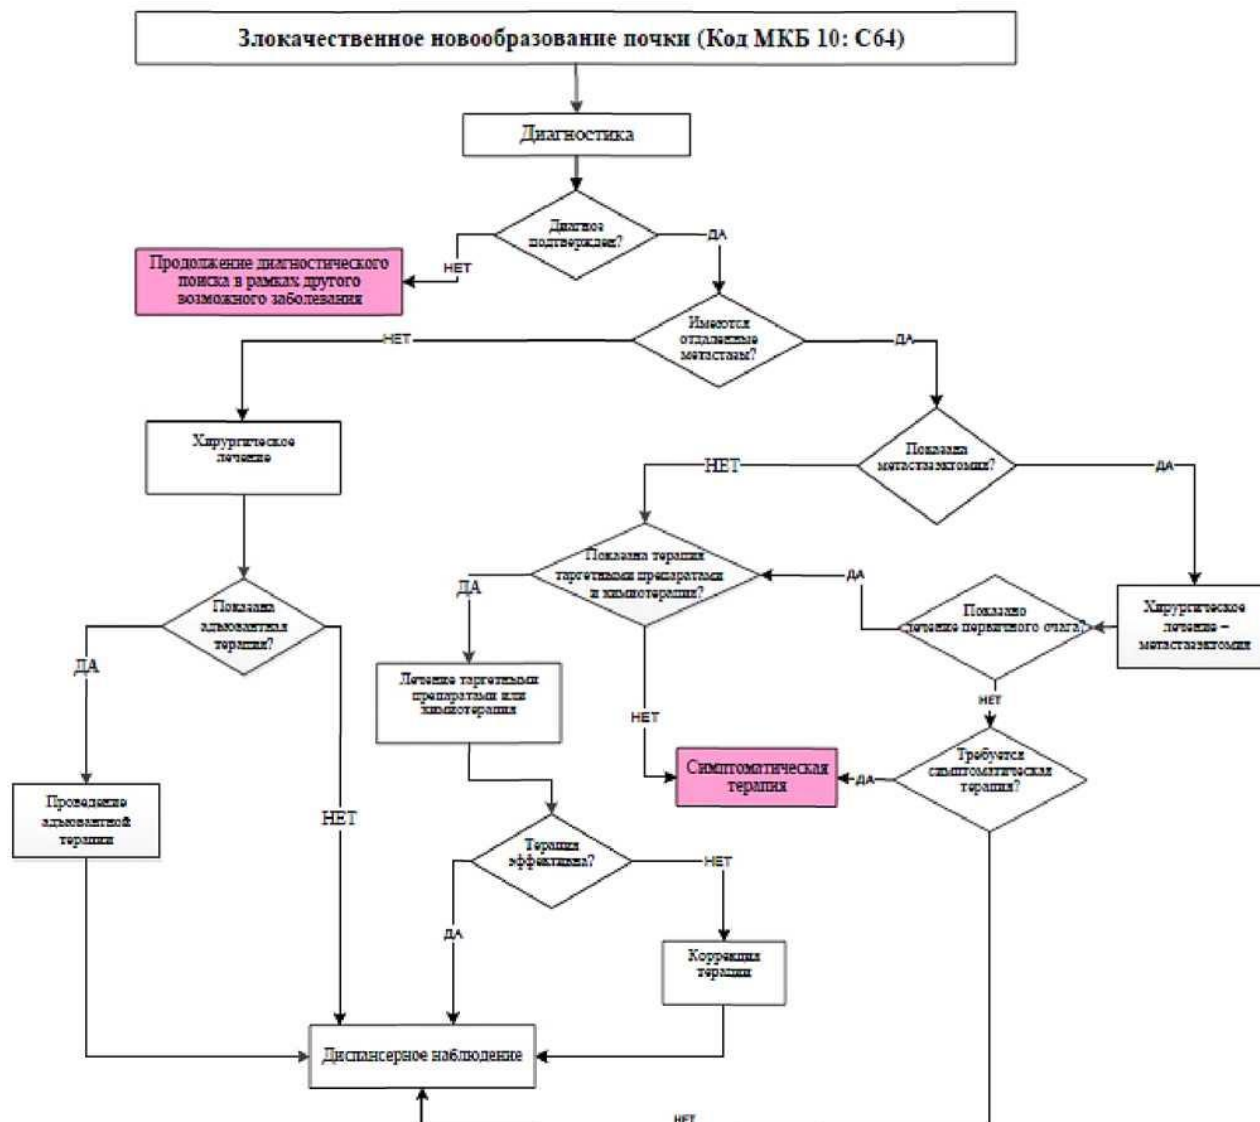 Злокачественное новообразование почки (Код МКБ 10: С64)
Диагностика
Диагноз
подтвержден?
ДА
НЕТ
Продолжение диагностического
поиска в рамках другого
возможного заболевания
Имеются
отдаленные
метастазы?
НЕТ
ДА
Хирургическое
лечение
Показана
метастазэктомия?
НЕТ
ДА
Показана терапия
таргетными препаратами
и химиотерапия?
ДА
ДА
Показано
лечение первичного очага?
Хирургическое
лечение –
метастазэктомия
Показана
адъювантная
терапия?
ДА
Лечение таргетными
препаратами или
химиотерапия
НЕТ
НЕТ
Симптоматическая
терапия
ДА
Требуется
симптоматическая
терапия?
Проведение
адъювантной
терапии
НЕТ
Терапия
эффективна?
НЕТ
ДА
Коррекция
терапии
Диспансерное наблюдение
НЕТ